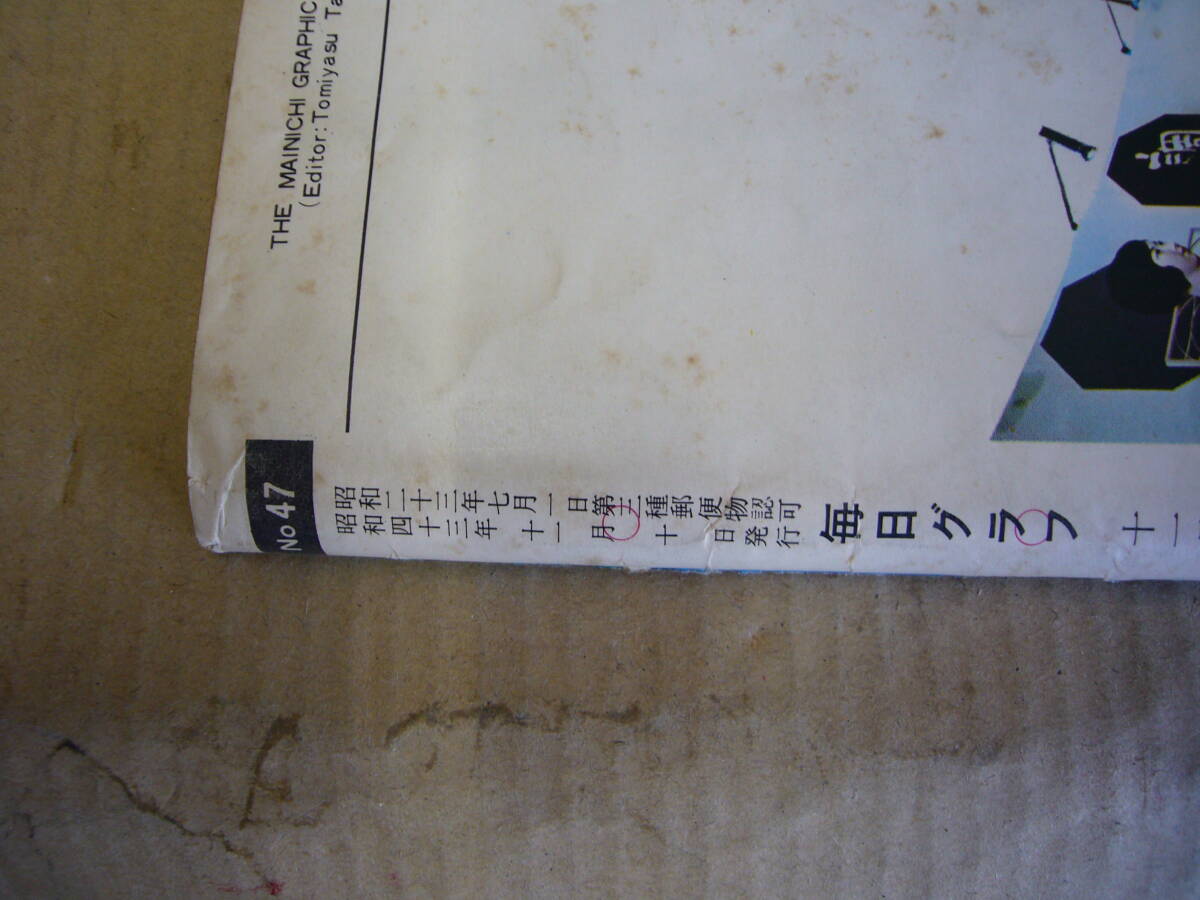 THE MAINICHI GRAPHIC
(Editor:Tomiyasu Ta
No 47
昭和二十三年七月一日第三種郵便物認可
昭和四十三年十一月十日発行
毎日グラフ
十一